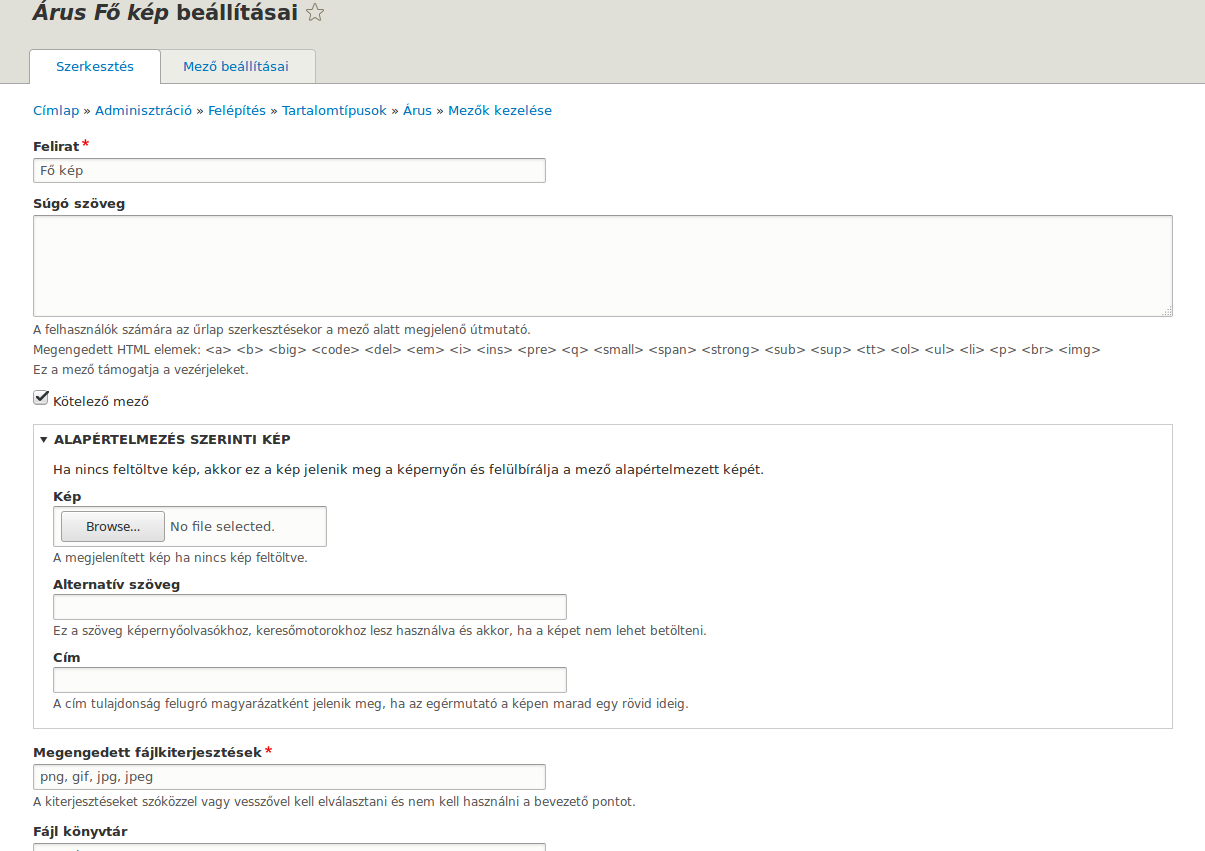 Árus Fő kép beállításai
Szerkesztés Mező beállításai
Címlap » Adminisztráció » Felépítés » Tartalomtípusok » Árus » Mezők kezelése
Felirat*
Fő kép
Súgó szöveg
A felhasználók számára az űrlap szerkesztésekor a mező alatt megjelenő útmutató.
Megengedett HTML elemek: <a> <b> <big> <code> <del> <em> <i> <ins> <pre> <q> <small> <span> <strong> <sub> <sup> <tt> <ol> <ul> <li> <p> <br> <img>
Ez a mező támogatja a vezérjeleket.
Kötelező mező
ALAPÉRTELMEZÉS SZERINTI KÉP
Ha nincs feltöltve kép, akkor ez a kép jelenik meg a képernyőn és felülbírálja a mező alapértelmezett képét.
Kép
Browse... No file selected.
A megjelenített kép ha nincs kép feltöltve.
Alternatív szöveg
Ez a szöveg képernyőolvasókhoz, keresőmotorokhoz lesz használva és akkor, ha a képet nem lehet betölteni.
Cím
A cím tulajdonság felugró magyarázatként jelenik meg, ha az egérmutató a képen marad egy rövid ideig.
Megengedett fájlkiterjesztések*
png, gif, jpg, jpeg
A kiterjesztéseket szóközzel vagy vesszővel kell elválasztani és nem kell használni a bevezető pontot.
Fájl könyvtár